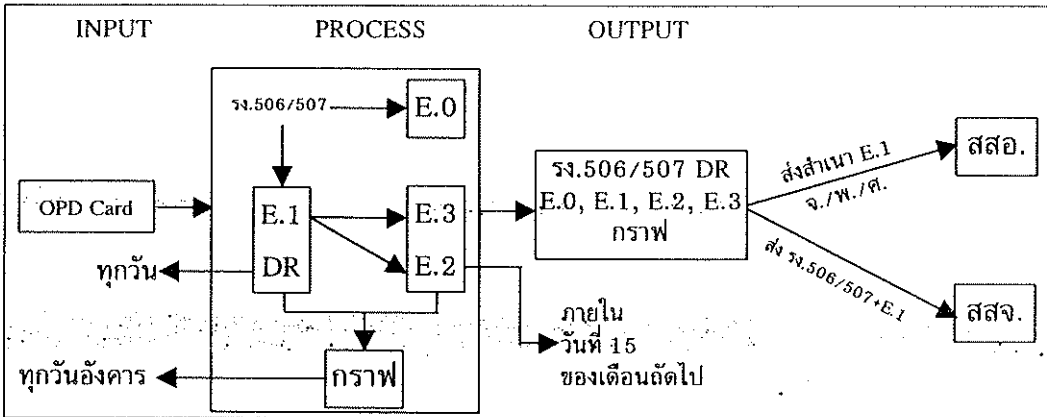 INPUT PROCESS OUTPUT
รง.506/507
E.0
OPD Card
E.1
DR
E.3
E.2
ทุกวัน
กราฟ
ทุกวันอังคาร
รง.506/507 DR
E.0, E.1, E.2, E.3
กราฟ
ภายใน
วันที่ 15
ของเดือนถัดไป
ส่งสำเนา E.1
จ./พ./ศ.
สสอ.
ส่ง รง.506/507+E.1
สสจ.